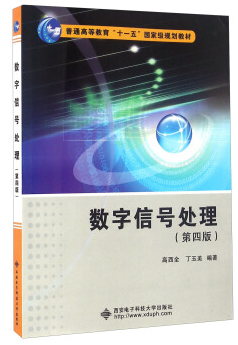 普通高等教育“十一五”国家级规划教材
数字信号处理
（第四版）
数字信号处理
（第四版）
高西全 丁玉美 编著
西安电子科技大学出版社
http://www.xduph.com